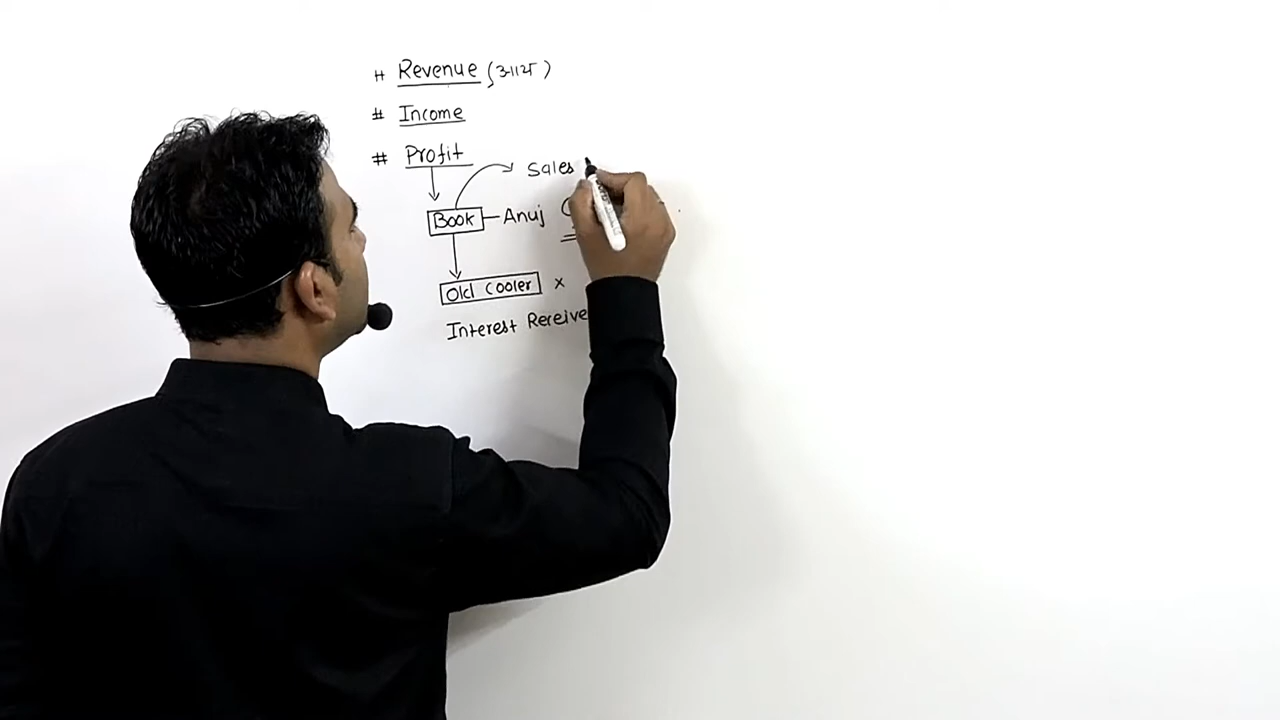 # Revenue (आय)
# Income
# Profit
Sales
Book - Anuj (
Old Cooler x
Interest Receive